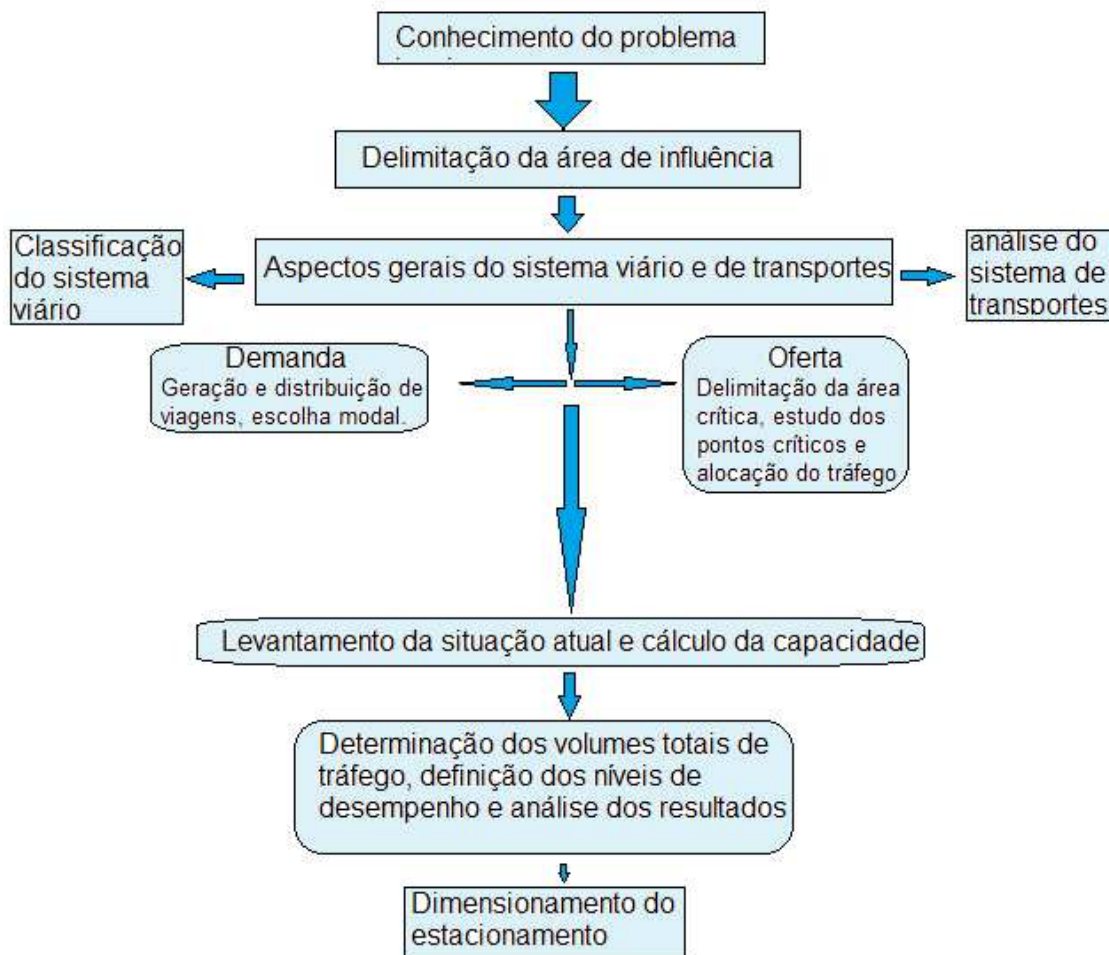 Conhecimento do problema
Delimitação da área de influência
Classificação
do sistema
viário
Aspectos gerais do sistema viário e de transportes
análise do
sistema de
transportes
Demanda
Geração e distribuição de
viagens, escolha modal.
Oferta
Delimitação da área
crítica, estudo dos
pontos críticos e
alocação do tráfego
Levantamento da situação atual e cálculo da capacidade
Determinação dos volumes totais de
tráfego, definição dos níveis de
desempenho e análise dos resultados
Dimensionamento do
estacionamento